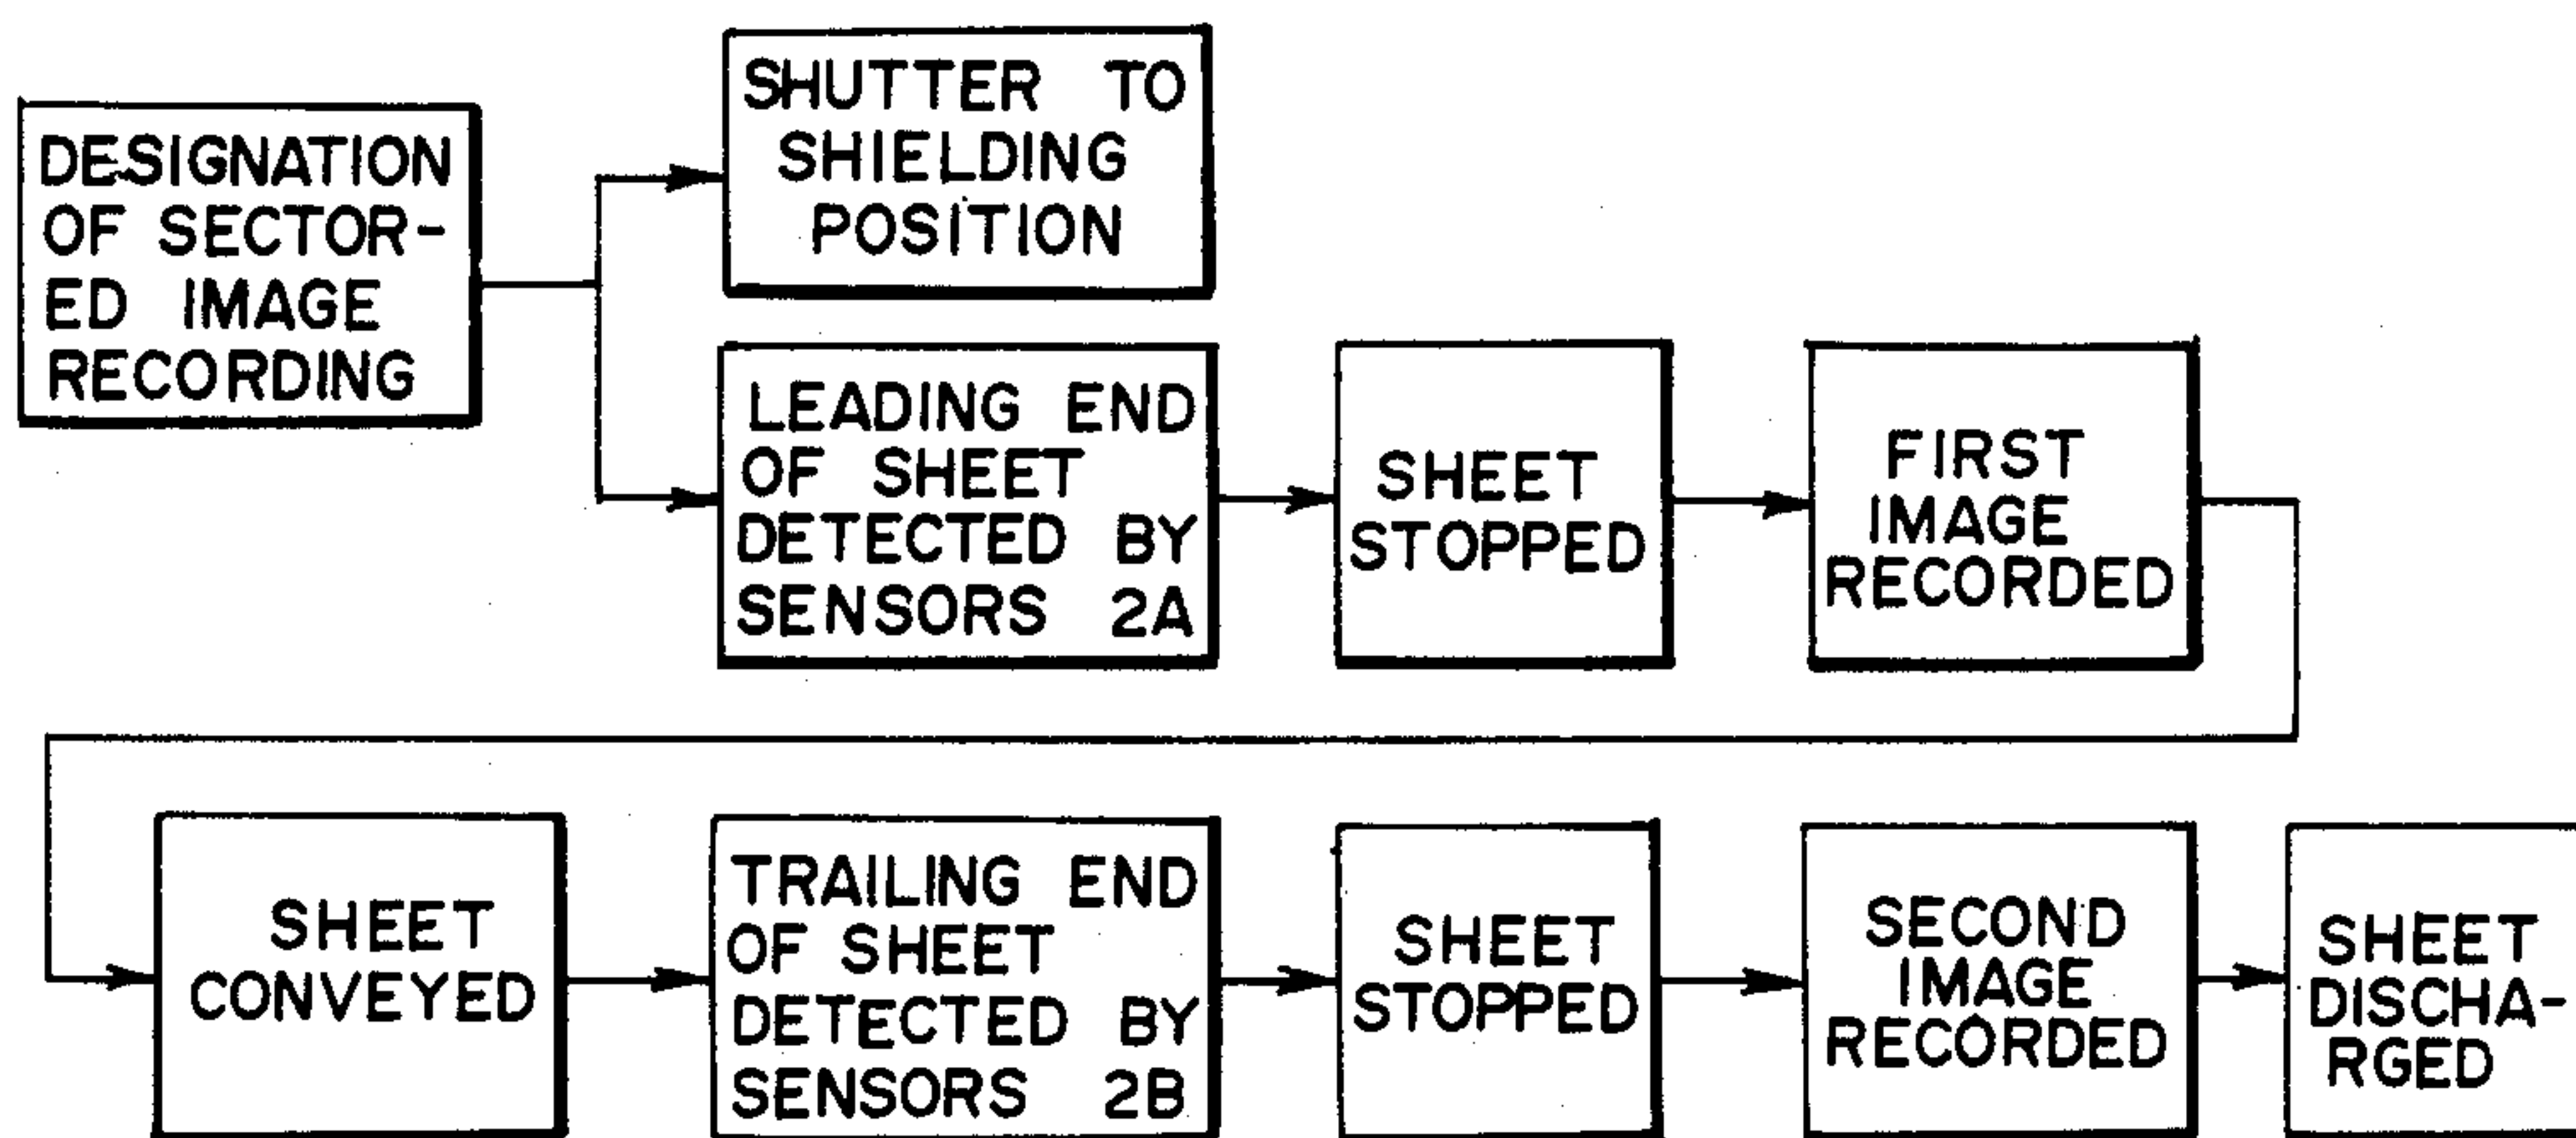 DESIGNATION
OF SECTOR-
ED IMAGE
RECORDING
SHUTTER TO
SHIELDING
POSITION
LEADING END
OF SHEET
DETECTED BY
SENSORS 2A
SHEET
STOPPED
FIRST
IMAGE
RECORDED
SHEET
CONVEYED
TRAILING END
OF SHEET
DETECTED BY
SENSORS 2B
SHEET
STOPPED
SECOND
IMAGE
RECORDED
SHEET
DISCHA-
RGED